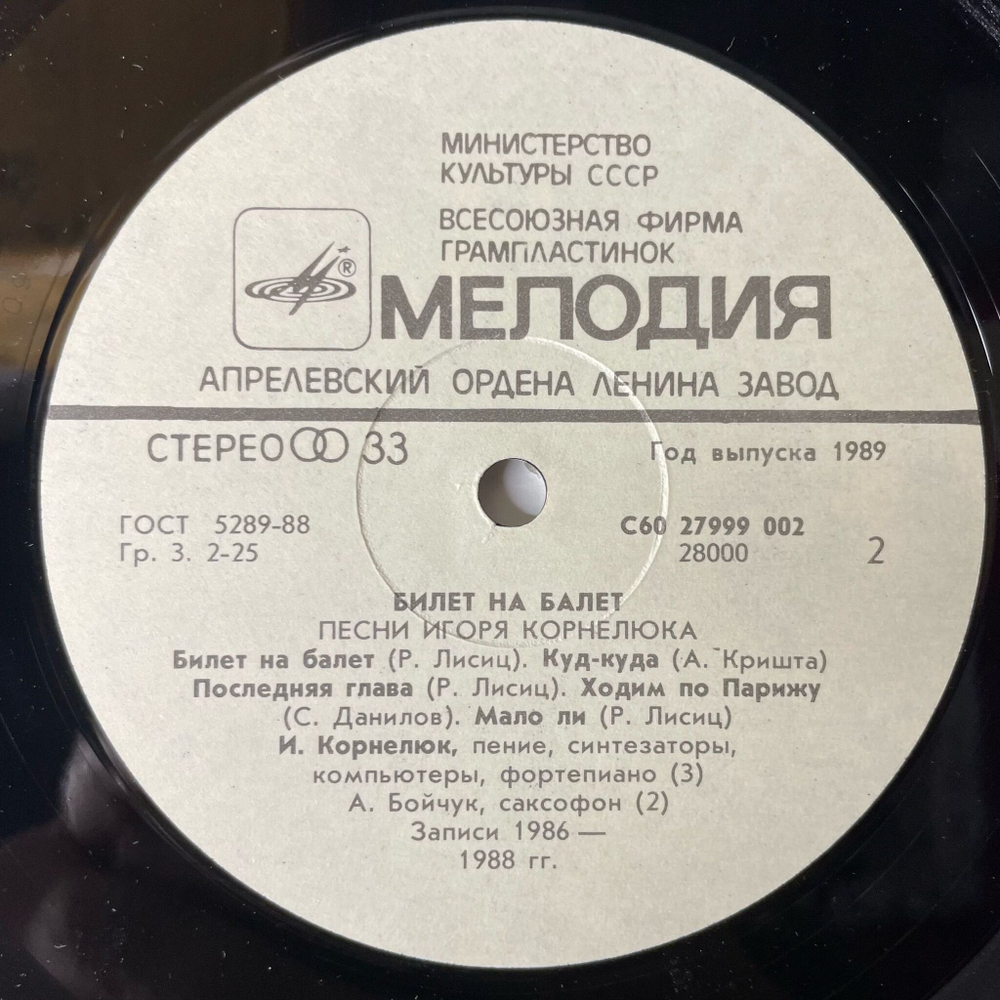 МИНИСТЕРСТВО
КУЛЬТУРЫ СССР
ВСЕСОЮЗНАЯ ФИРМА
ГРАМПЛАСТИНОК
®
МЕЛОДИЯ
АПРЕЛЕВСКИЙ ОРДЕНА ЛЕНИНА ЗАВОД
СТЕРЕО 33
Год выпуска 1989
ГОСТ 5289-88
Гр. 3. 2-25
С60 27999 002
28000
2
БИЛЕТ НА БАЛЕТ
ПЕСНИ ИГОРЯ КОРНЕЛЮКА
Билет на балет (Р. Лисиц). Куд-куда (А. Кришта)
Последняя глава (Р. Лисиц). Ходим по Парижу
(С. Данилов). Мало ли (Р. Лисиц)
И. Корнелюк, пение, синтезаторы,
компьютеры, фортепиано (3)
А. Бойчук, саксофон (2)
Записи 1986 —
1988 гг.